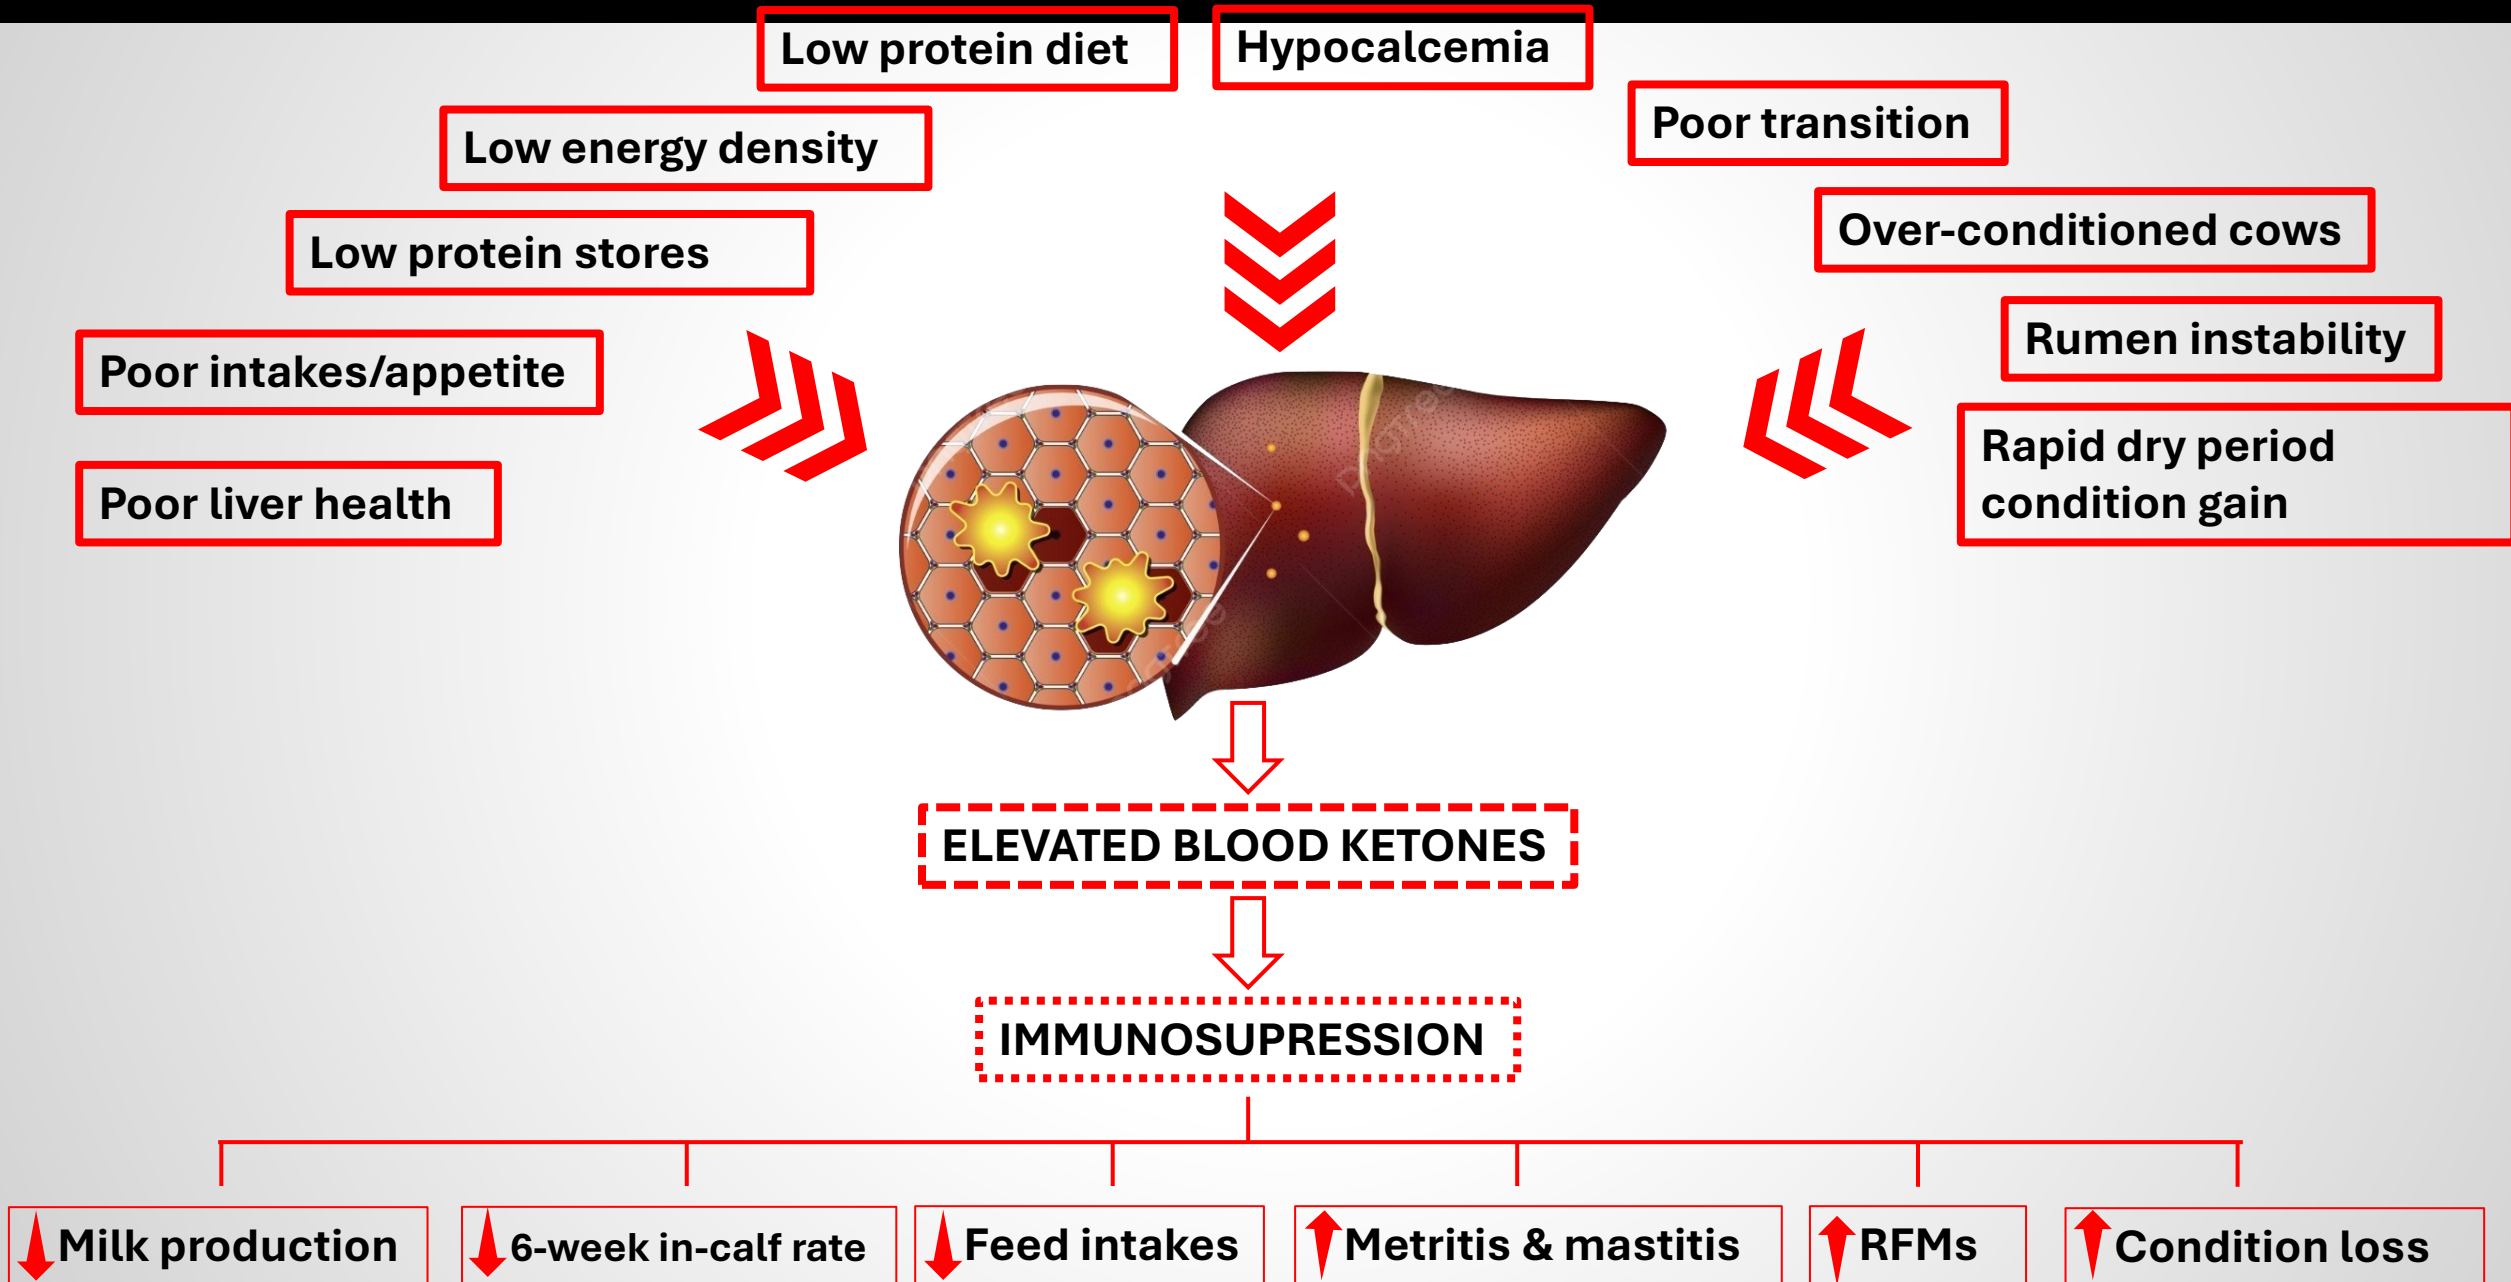 Low protein diet
Hypocalcemia
Poor transition
Low energy density
Over-conditioned cows
Low protein stores
Rumen instability
Poor intakes/appetite
Rapid dry period
condition gain
Poor liver health
ELEVATED BLOOD KETONES
IMMUNOSUPRESSION
Milk production
6-week in-calf rate
Feed intakes
Metritis & mastitis
RFMs
Condition loss